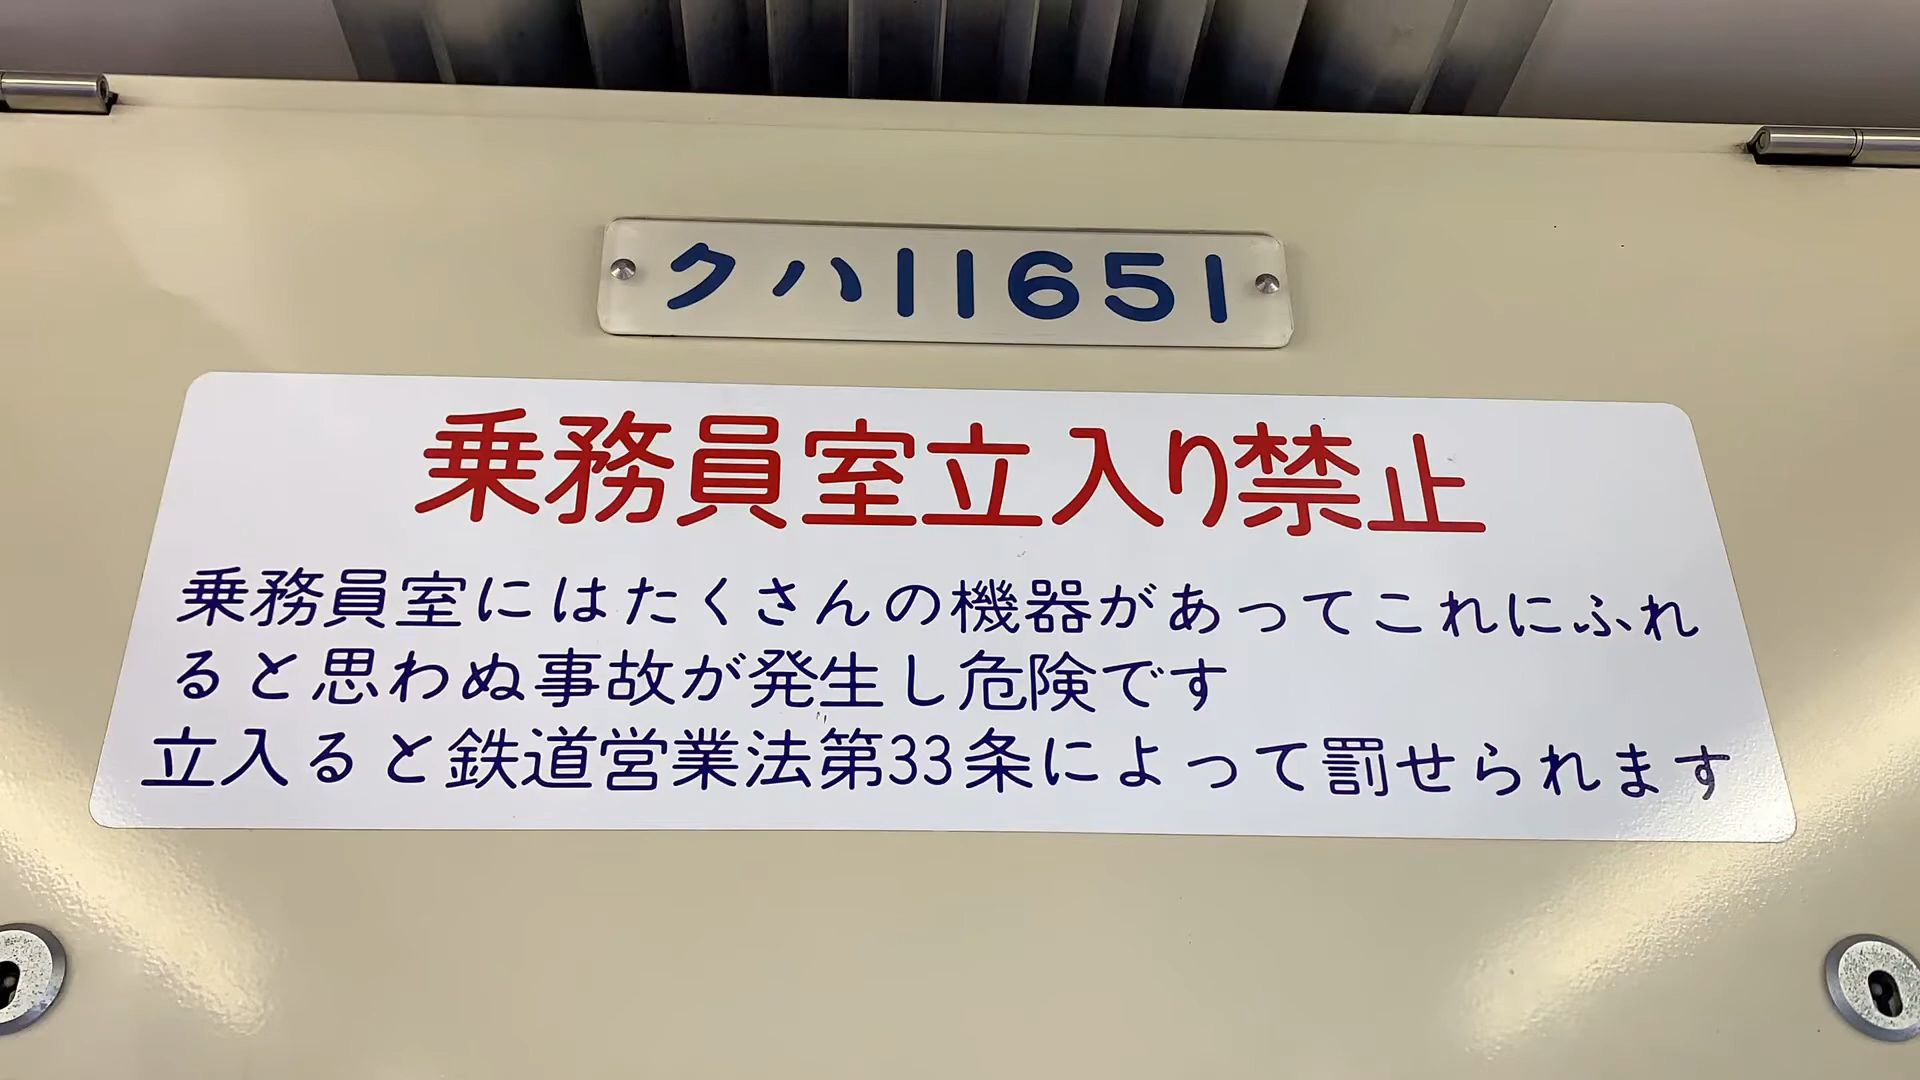 クハ11651
乗務員室立入り禁止
乗務員室にはたくさんの機器があってこれにふれ
ると思わぬ事故が発生し危険です
立入ると鉄道営業法第33条によって罰せられます